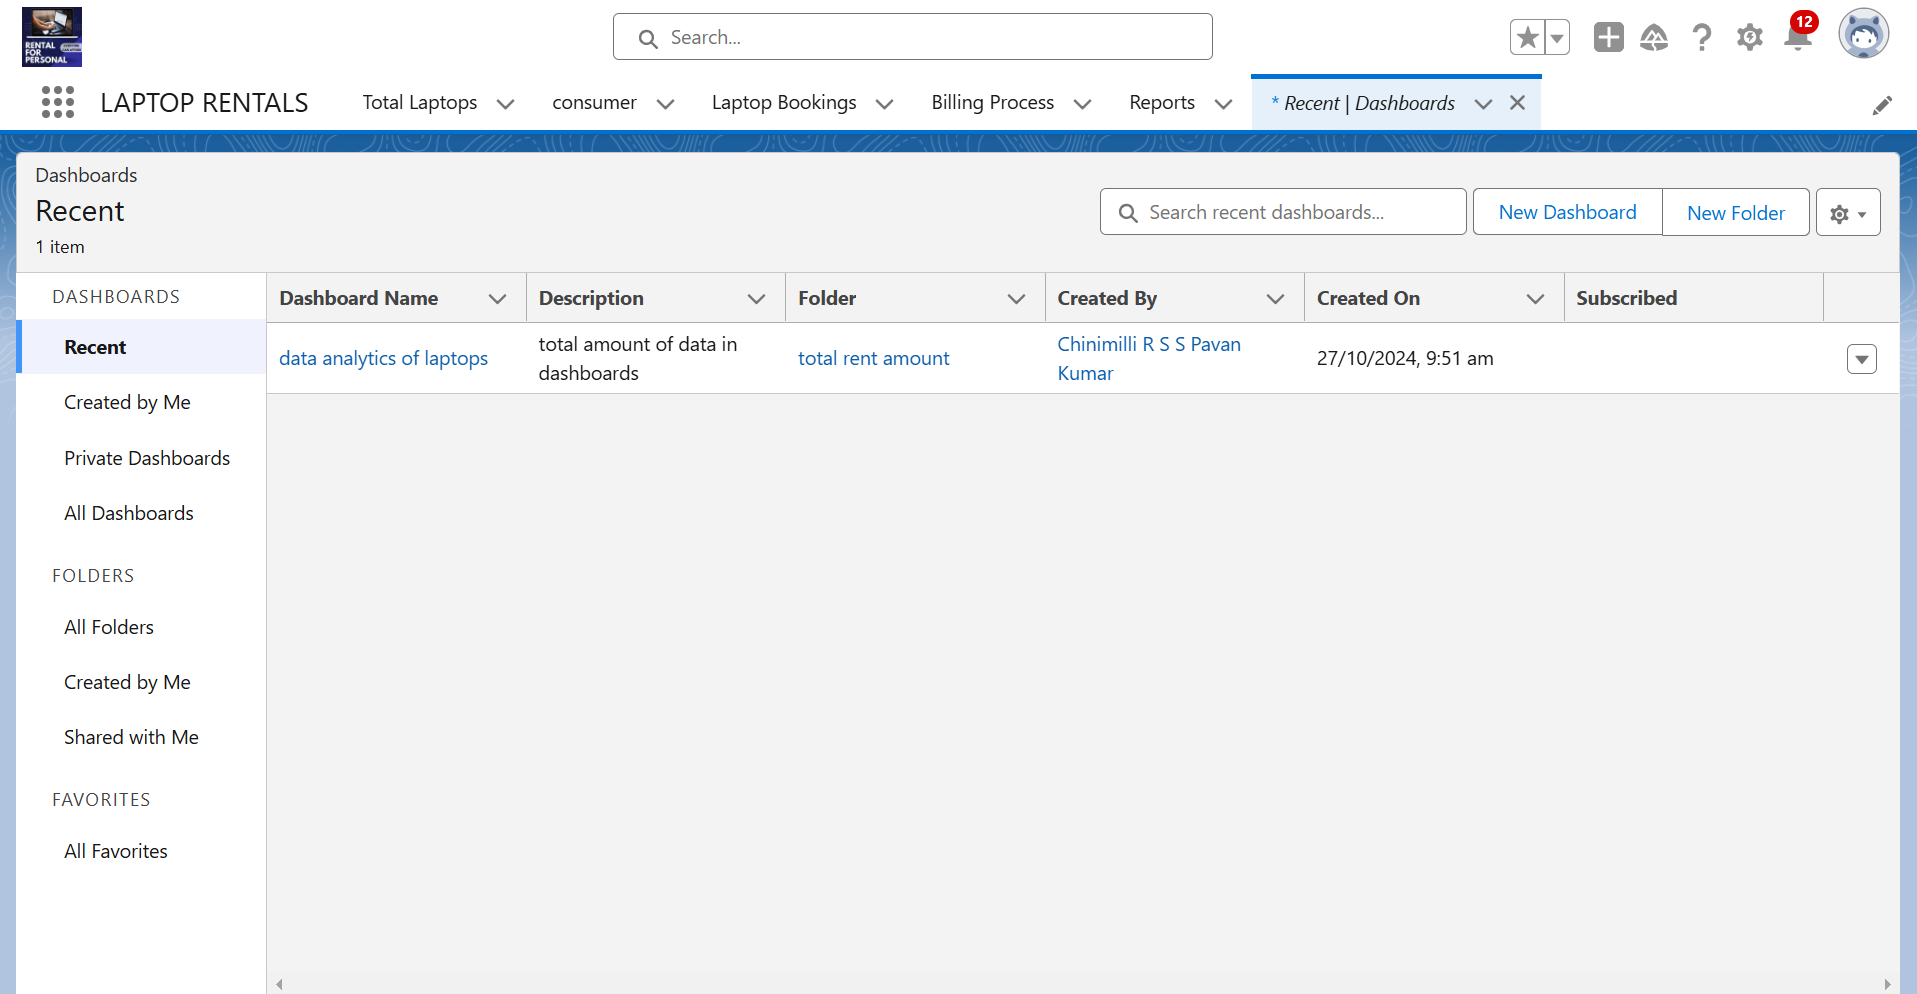 RENTAL
FOR
PERSONAL
Search...
12
LAPTOP RENTALS
Total Laptops
consumer
Laptop Bookings
Billing Process
Reports
* Recent | Dashboards
Dashboards
Recent
1 item
Search recent dashboards...
New Dashboard
New Folder
DASHBOARDS
Recent
Created by Me
Private Dashboards
All Dashboards
FOLDERS
All Folders
Created by Me
Shared with Me
FAVORITES
All Favorites
Dashboard Name
Description
Folder
Created By
Created On
Subscribed
data analytics of laptops
total amount of data in
dashboards
total rent amount
Chinimilli R S S Pavan
Kumar
27/10/2024, 9:51 am